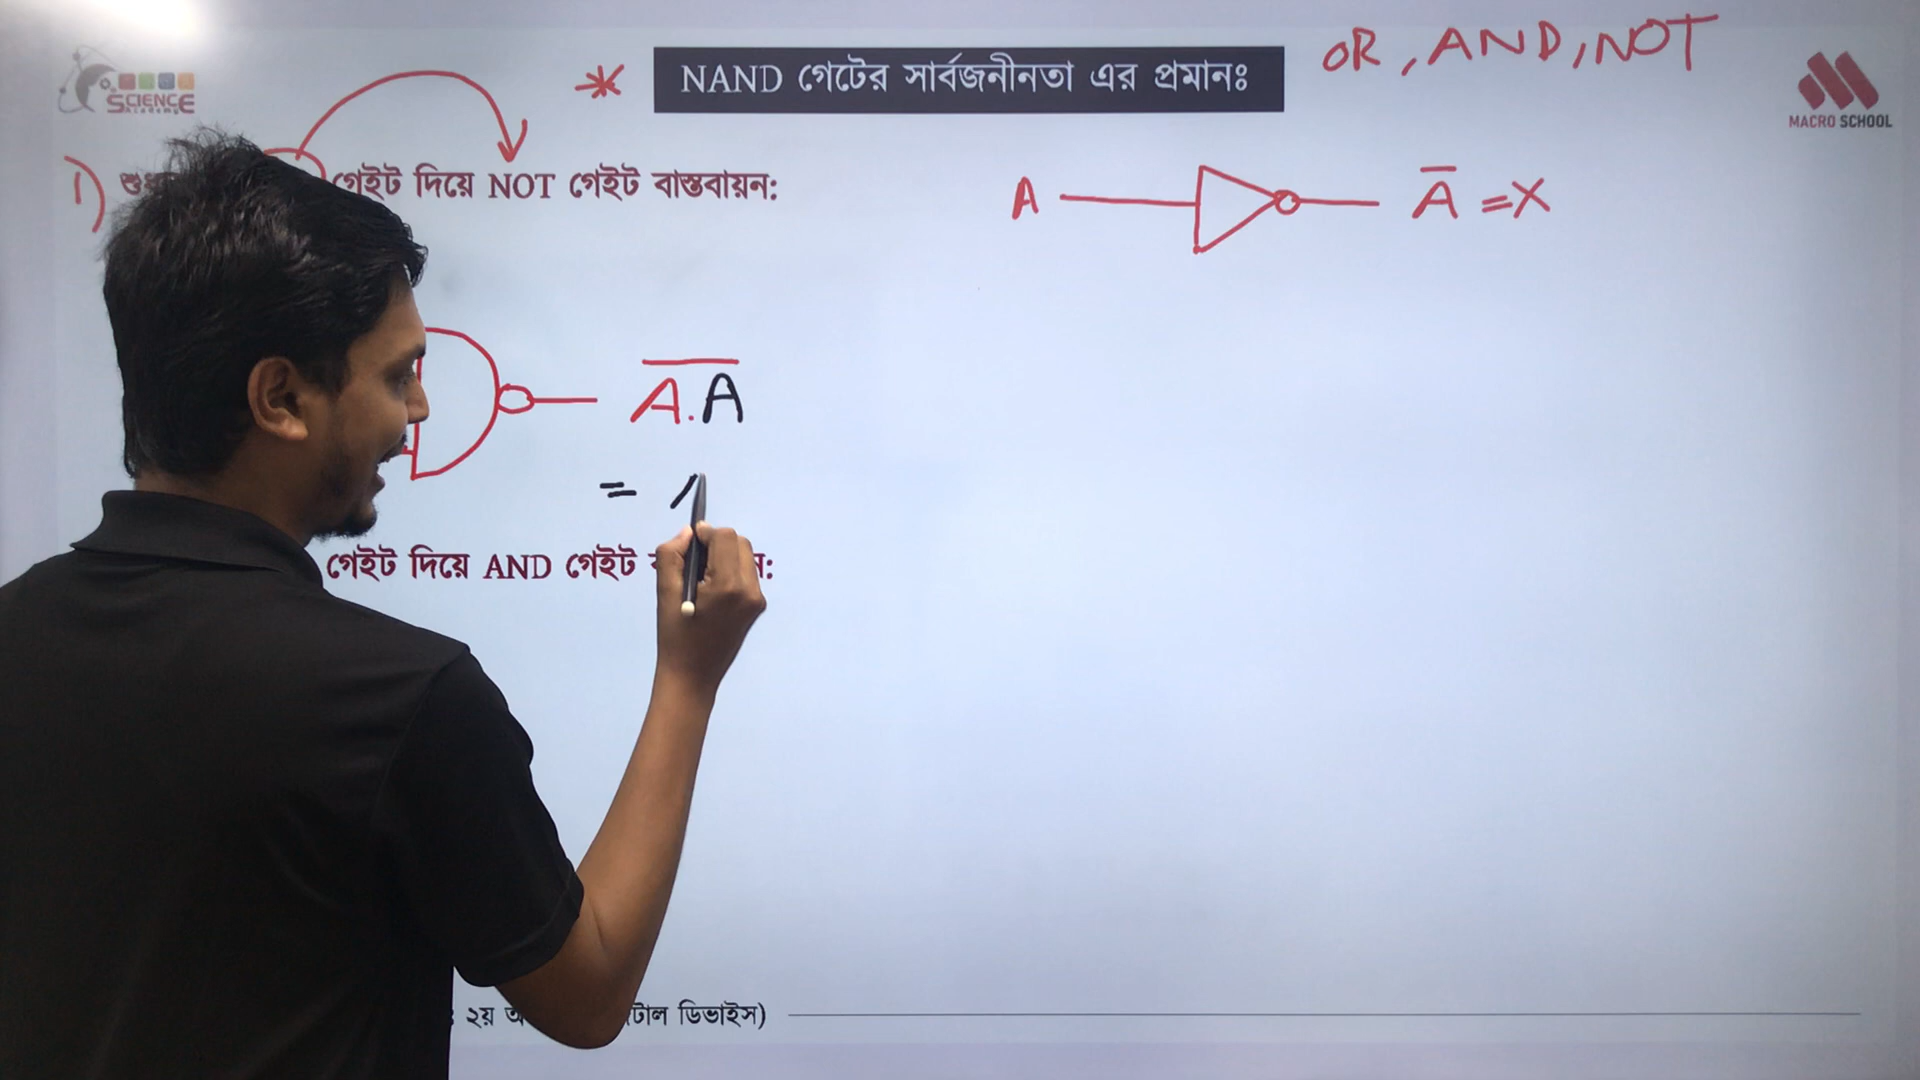 OR, AND, NOT
SCIENCE
Academy
* NAND গেটের সার্বজনীনতা এর প্রমানঃ
MACRO SCHOOL
1) গেইট দিয়ে NOT গেইট বাস্তবায়ন:
A A̅ = X
A̅.̅A̅
=
গেইট দিয়ে AND গেইট
২য় ডিভাইস)